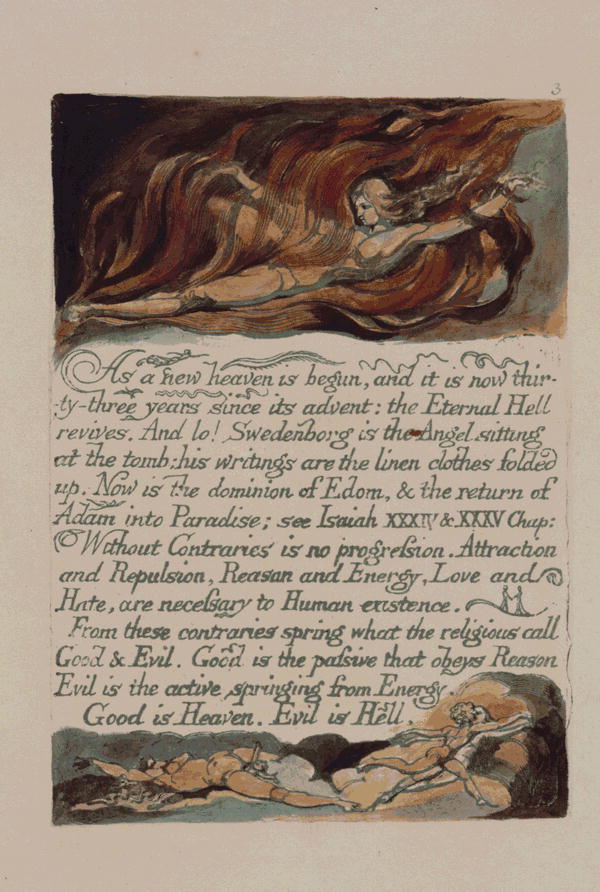 3
As a new heaven is begun, and it is now thir-
ty-three years since its advent: the Eternal Hell
revives. And lo! Swedenborg is the Angel sitting
at the tomb: his writings are the linen clothes folded
up. Now is the dominion of Edom, & the return of
Adam into Paradise; see Isaiah XXXIV & XXXV Chap:
Without Contraries is no progreſsion. Attraction
and Repulsion, Reason and Energy, Love and
Hate, are neceſsary to Human existence.
From these contraries spring what the religious call
Good & Evil. Good is the paſsive that obeys Reason
Evil is the active springing from Energy.
Good is Heaven. Evil is Hell.